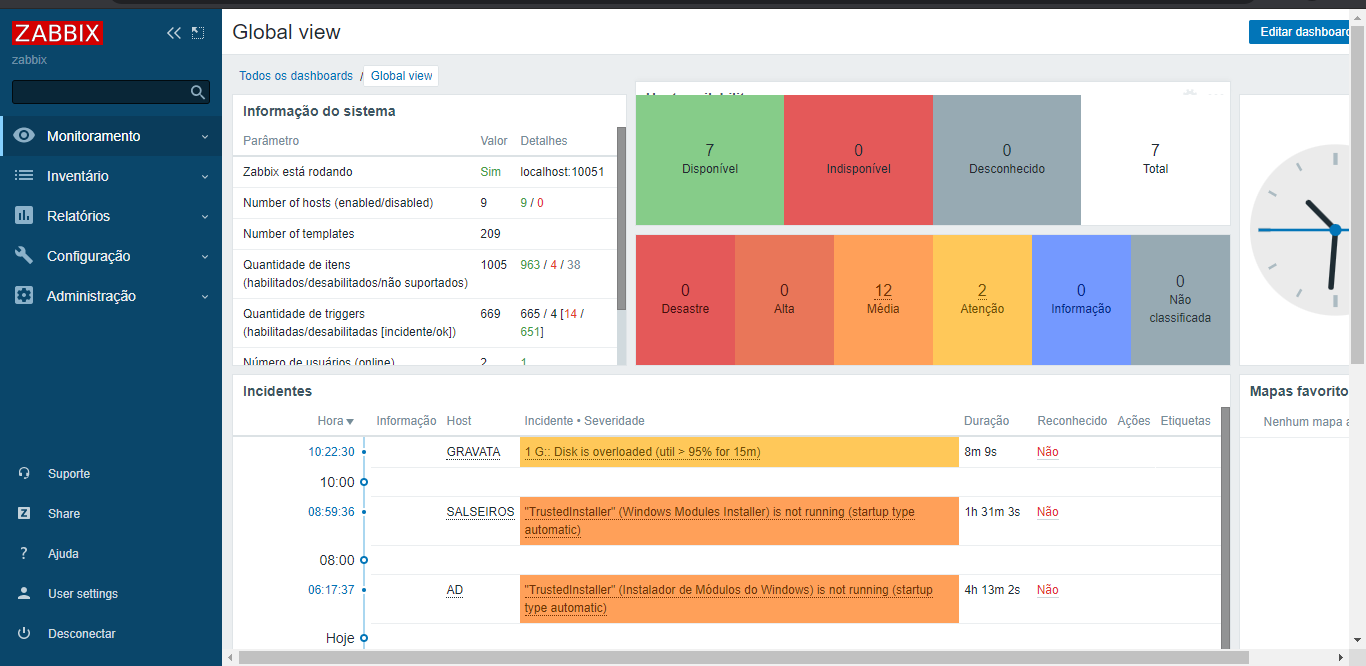 ZABBIX
zabbix
Monitoramento
Inventário
Relatórios
Configuração
Administração
Suporte
Share
Ajuda
User settings
Desconectar
Global view
Editar dashboard
Todos os dashboards / Global view
Informação do sistema
Parâmetro Valor Detalhes
Zabbix está rodando Sim localhost:10051
Number of hosts (enabled/disabled) 9 9 / 0
Number of templates 209
Quantidade de itens 1005 963 / 4 / 38
(habilitados/desabilitados/não suportados)
Quantidade de triggers 669 665 / 4 [14 /
(habilitadas/desabilitadas [incidente/ok]) 651]
Número de usuários (online) 2 1
7 0 0 7
Disponível Indisponível Desconhecido Total
0 0 12 2 0 0
Desastre Alta Média Atenção Informação Não
classificada
Incidentes
Hora Informação Host Incidente • Severidade Duração Reconhecido Ações Etiquetas
10:22:30 GRAVATA 1 G:: Disk is overloaded (util > 95% for 15m) 8m 9s Não
10:00
08:59:36 SALSEIROS "TrustedInstaller" (Windows Modules Installer) is not running (startup type 1h 31m 3s Não
automatic)
08:00
06:17:37 AD "TrustedInstaller" (Instalador de Módulos do Windows) is not running (startup 4h 13m 2s Não
type automatic)
Hoje
Mapas favorito
Nenhum mapa a